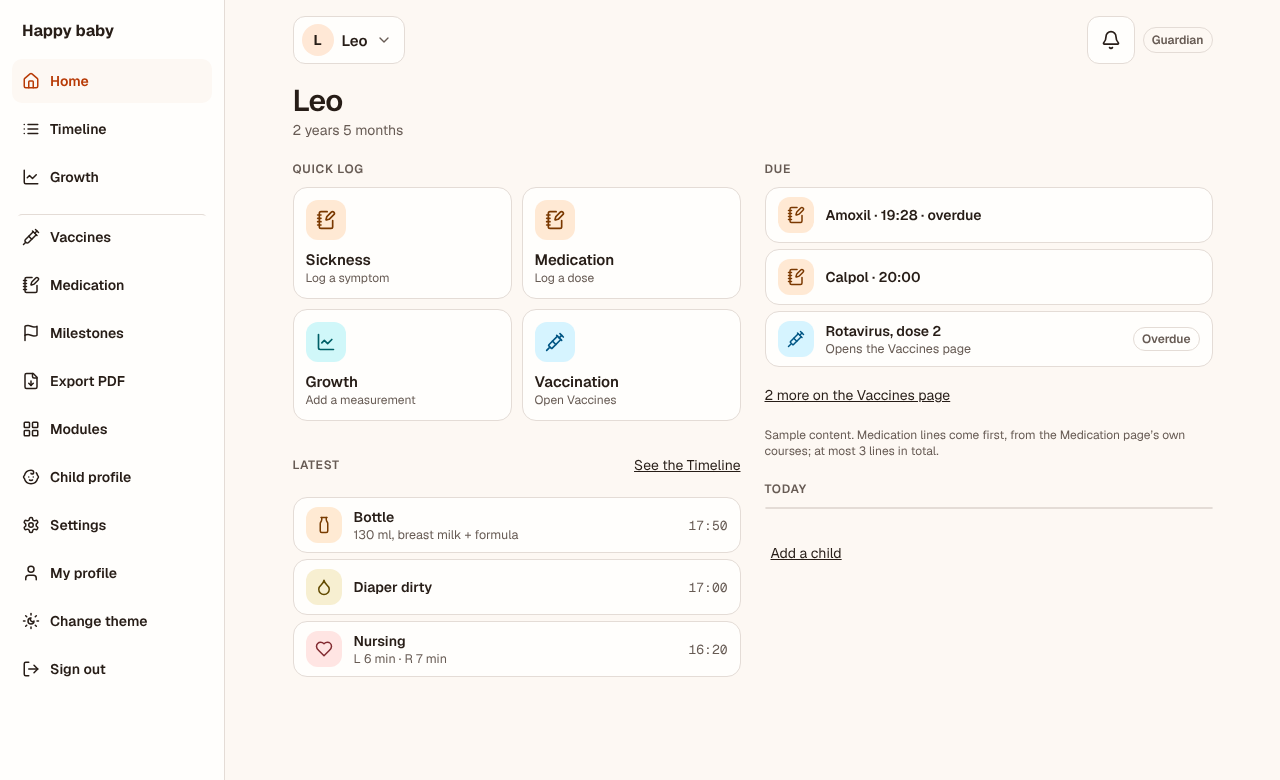 Happy baby
Home
Timeline
Growth
Vaccines
Medication
Milestones
Export PDF
Modules
Child profile
Settings
My profile
Change theme
Sign out
L Leo
Guardian
Leo
2 years 5 months
QUICK LOG
Sickness
Log a symptom
Medication
Log a dose
Growth
Add a measurement
Vaccination
Open Vaccines
LATEST
See the Timeline
Bottle
130 ml, breast milk + formula
17:50
Diaper dirty
17:00
Nursing
L 6 min · R 7 min
16:20
DUE
Amoxil · 19:28 · overdue
Calpol · 20:00
Rotavirus, dose 2
Opens the Vaccines page
Overdue
2 more on the Vaccines page
Sample content. Medication lines come first, from the Medication page's own
courses; at most 3 lines in total.
TODAY
Add a child